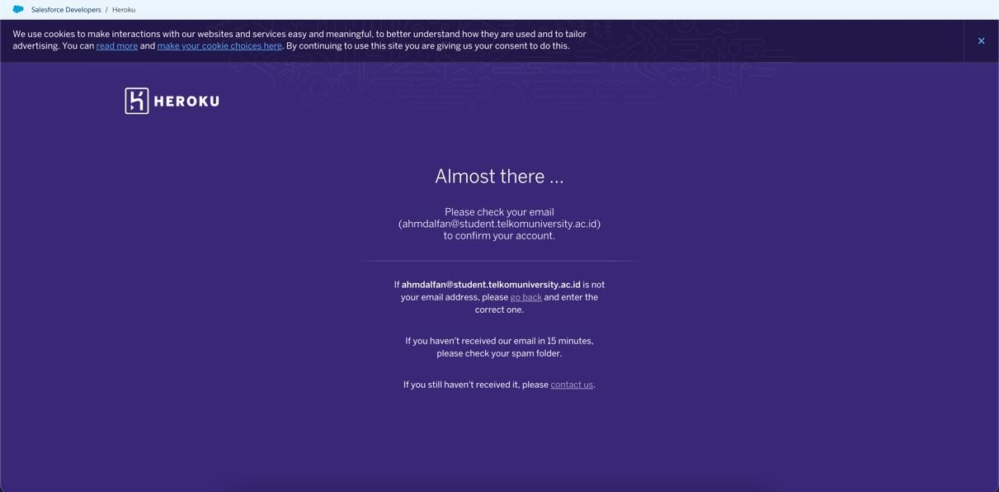 Salesforce Developers / Heroku
We use cookies to make interactions with our websites and services easy and meaningful, to better understand how they are used and to tailor
advertising. You can read more and make your cookie choices here. By continuing to use this site you are giving us your consent to do this.
HEROKU
Almost there ...
Please check your email
(ahmdalfan@student.telkomuniversity.ac.id)
to confirm your account.
If ahmdalfan@student.telkomuniversity.ac.id is not
your email address, please go back and enter the
correct one.
If you haven't received our email in 15 minutes,
please check your spam folder.
If you still haven't received it, please contact us.